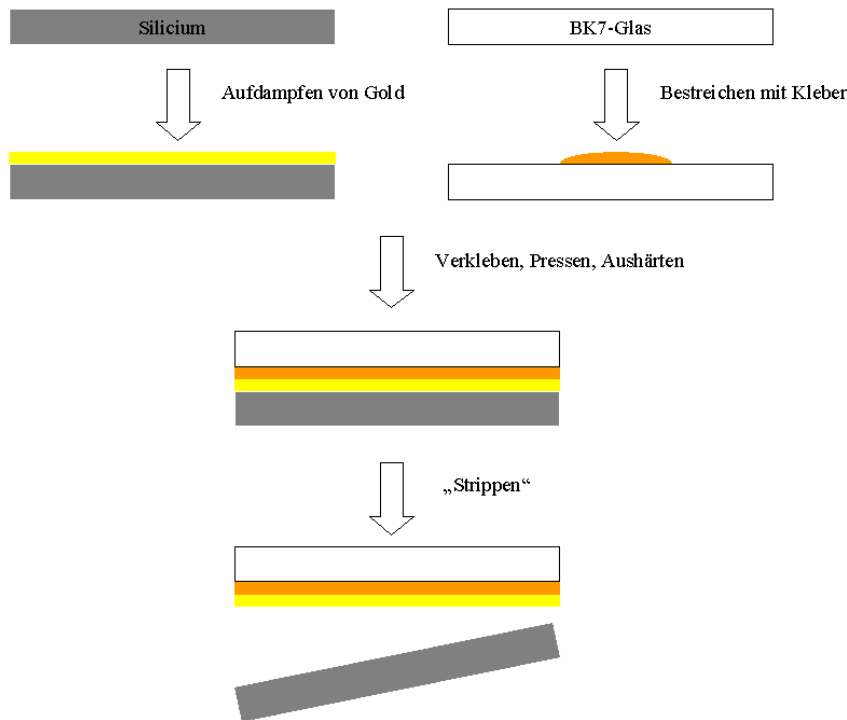 Silicium
BK7-Glas
Aufdampfen von Gold
Bestreichen mit Kleber
Verkleben, Pressen, Aushärten
„Strippen“